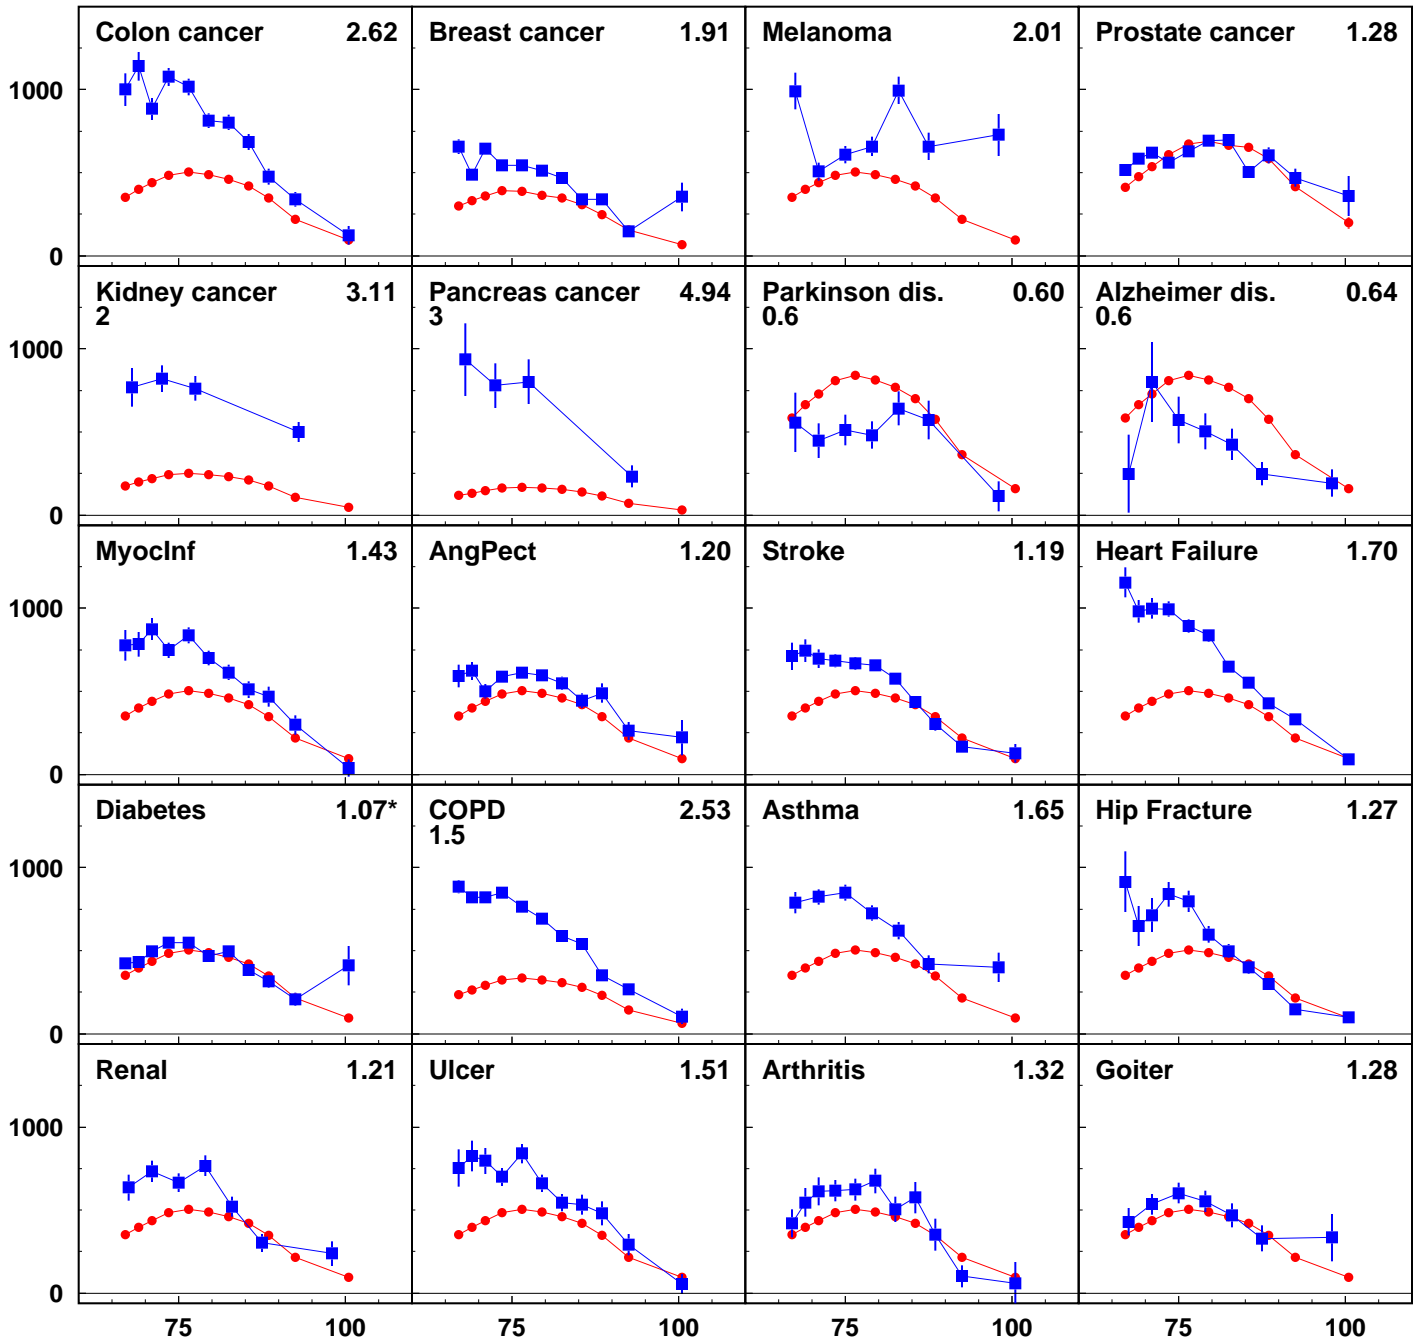 Colon cancer 2.62 Breast cancer 1.91 Melanoma 2.01 Prostate cancer 1.28
1000
0
Kidney cancer 3.11 Pancreas cancer 4.94 Parkinson dis. 0.60 Alzheimer dis. 0.64
2 3 0.6 0.6
1000
0
MyocInf 1.43 AngPect 1.20 Stroke 1.19 Heart Failure 1.70
1000
0
Diabetes 1.07* COPD 2.53 Asthma 1.65 Hip Fracture 1.27
1.5
1000
0
Renal 1.21 Ulcer 1.51 Arthritis 1.32 Goiter 1.28
1000
0
75 100 75 100 75 100 75 100